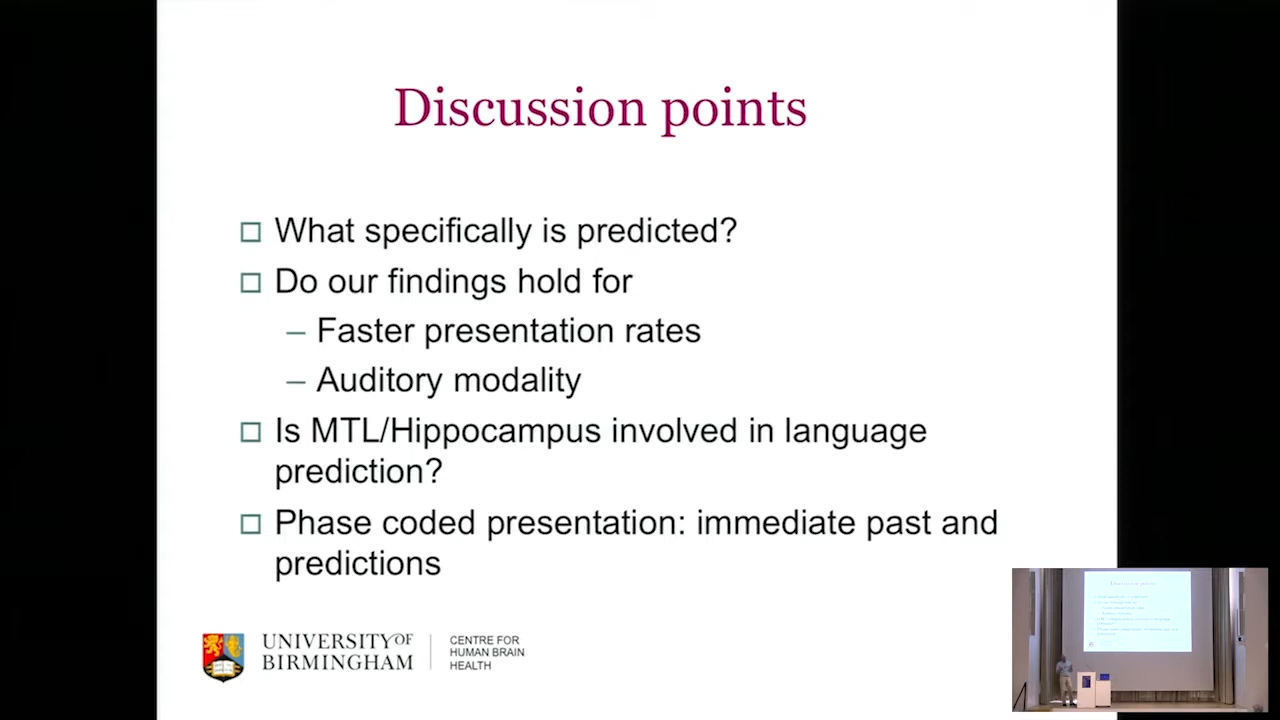 Discussion points
What specifically is predicted?
Do our findings hold for
– Faster presentation rates
– Auditory modality
Is MTL/Hippocampus involved in language
prediction?
Phase coded presentation: immediate past and
predictions
UNIVERSITY OF
BIRMINGHAM
CENTRE FOR
HUMAN BRAIN
HEALTH